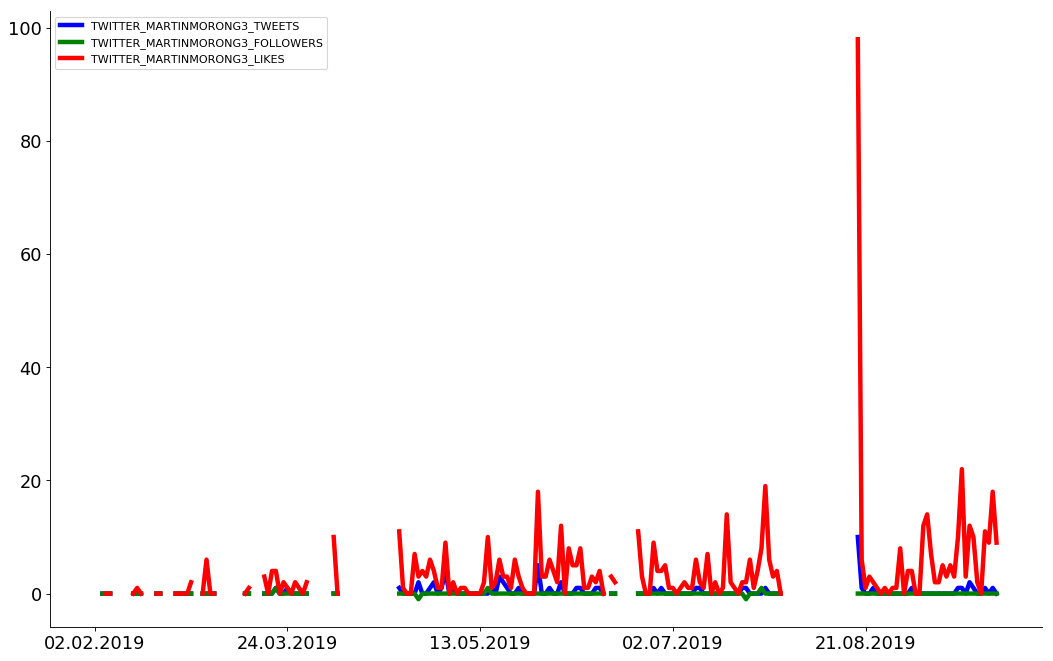 TWITTER_MARTINMORONG3_TWEETS
TWITTER_MARTINMORONG3_FOLLOWERS
TWITTER_MARTINMORONG3_LIKES
100
80
60
40
20
0
02.02.2019 24.03.2019 13.05.2019 02.07.2019 21.08.2019